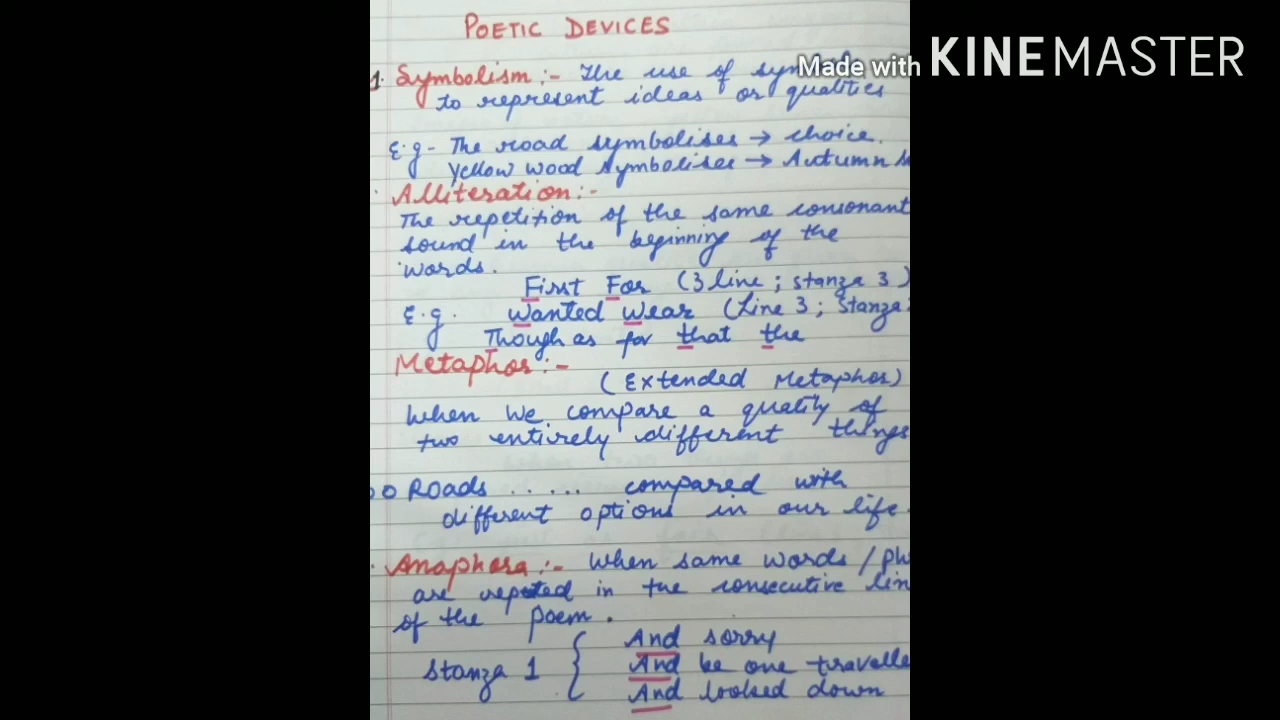 POETIC DEVICES
Made with KINEMASTER
1. Symbolism :- The use of
to represent ideas or qualities
E.g - The road symbolises → choice.
Yellow wood symbolises → Autumn
Alliteration :-
The repetition of the same consonant
sound in the beginning of the
words.
First For (3 line ; stanza 3)
E.g. Wanted Wear (Line 3 ; Stanza
Though as for that the
Metaphor :-
(Extended Metaphor)
When we compare a quality of
two entirely different things
Roads ..... compared with
different options in our life.
Anaphora :- When same words /
are repeated in the consecutive
of the poem.
Stanza 1 { And sorry
And be one
And looked down